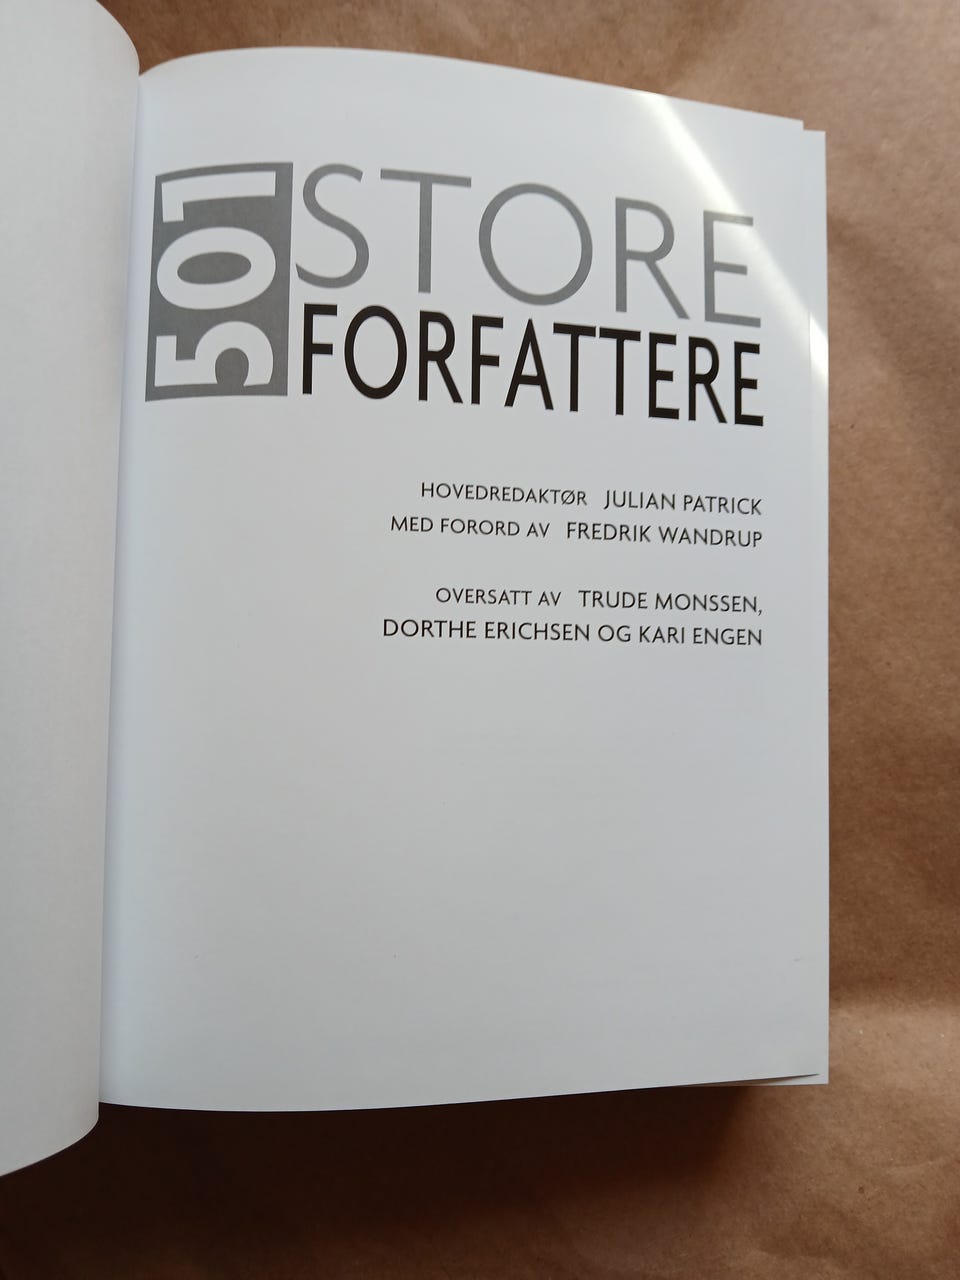 501 STORE
FORFATTERE
HOVEDREDAKTØR JULIAN PATRICK
MED FORORD AV FREDRIK WANDRUP
OVERSATT AV TRUDE MONSSEN,
DORTHE ERICHSEN OG KARI ENGEN